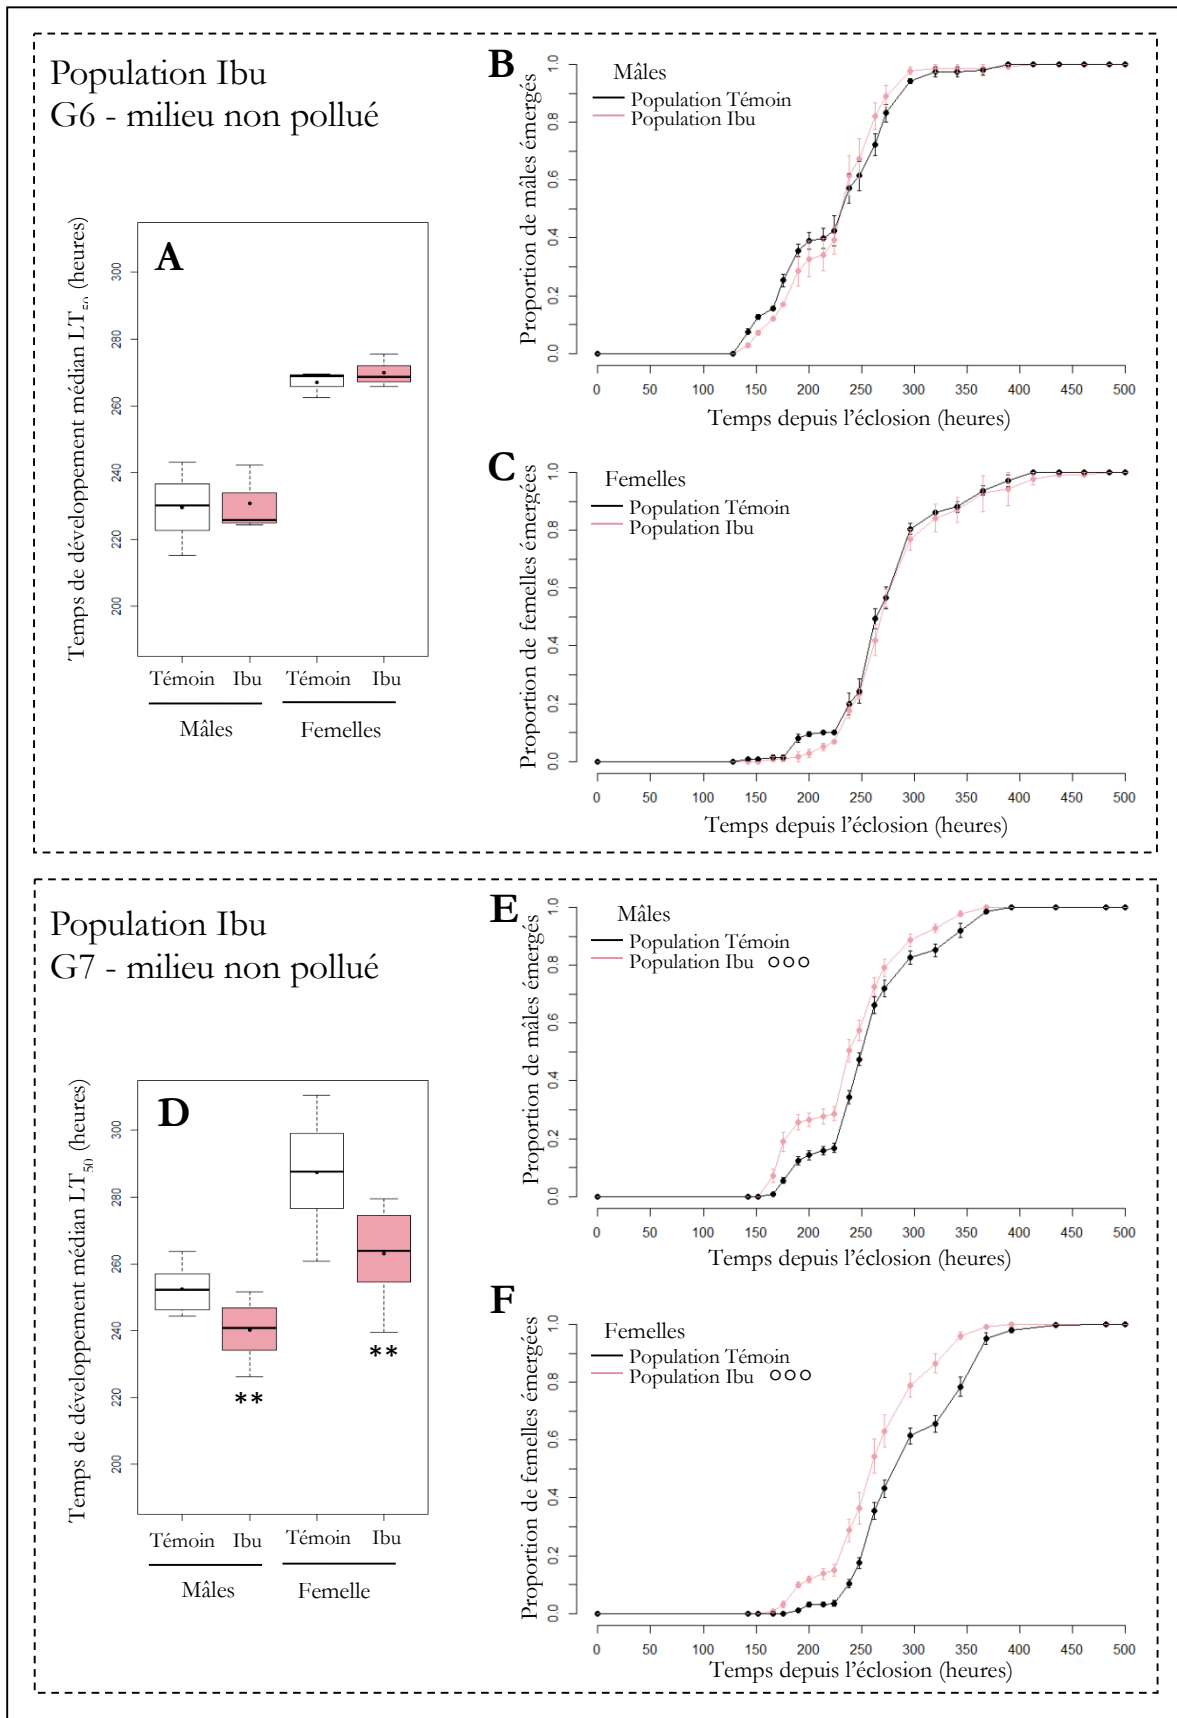 Population Ibu
G6 - milieu non pollué
A
Temps de développement médian LT50 (heures)
200 220 240 260 280 300
Témoin Ibu Témoin Ibu
Mâles Femelles
B
Mâles
Population Témoin
Population Ibu
Proportion de mâles émergés
0.0 0.2 0.4 0.6 0.8 1.0
0 50 100 150 200 250 300 350 400 450 500
Temps depuis l'éclosion (heures)
C
Femelles
Population Témoin
Population Ibu
Proportion de femelles émergées
0.0 0.2 0.4 0.6 0.8 1.0
0 50 100 150 200 250 300 350 400 450 500
Temps depuis l'éclosion (heures)
Population Ibu
G7 - milieu non pollué
D
Temps de développement médian LT50 (heures)
200 220 240 260 280 300
**
**
Témoin Ibu Témoin Ibu
Mâles Femelle
E
Mâles
Population Témoin
Population Ibu ○○○
Proportion de mâles émergés
0.0 0.2 0.4 0.6 0.8 1.0
0 50 100 150 200 250 300 350 400 450 500
Temps depuis l'éclosion (heures)
F
Femelles
Population Témoin
Population Ibu ○○○
Proportion de femelles émergées
0.0 0.2 0.4 0.6 0.8 1.0
0 50 100 150 200 250 300 350 400 450 500
Temps depuis l'éclosion (heures)